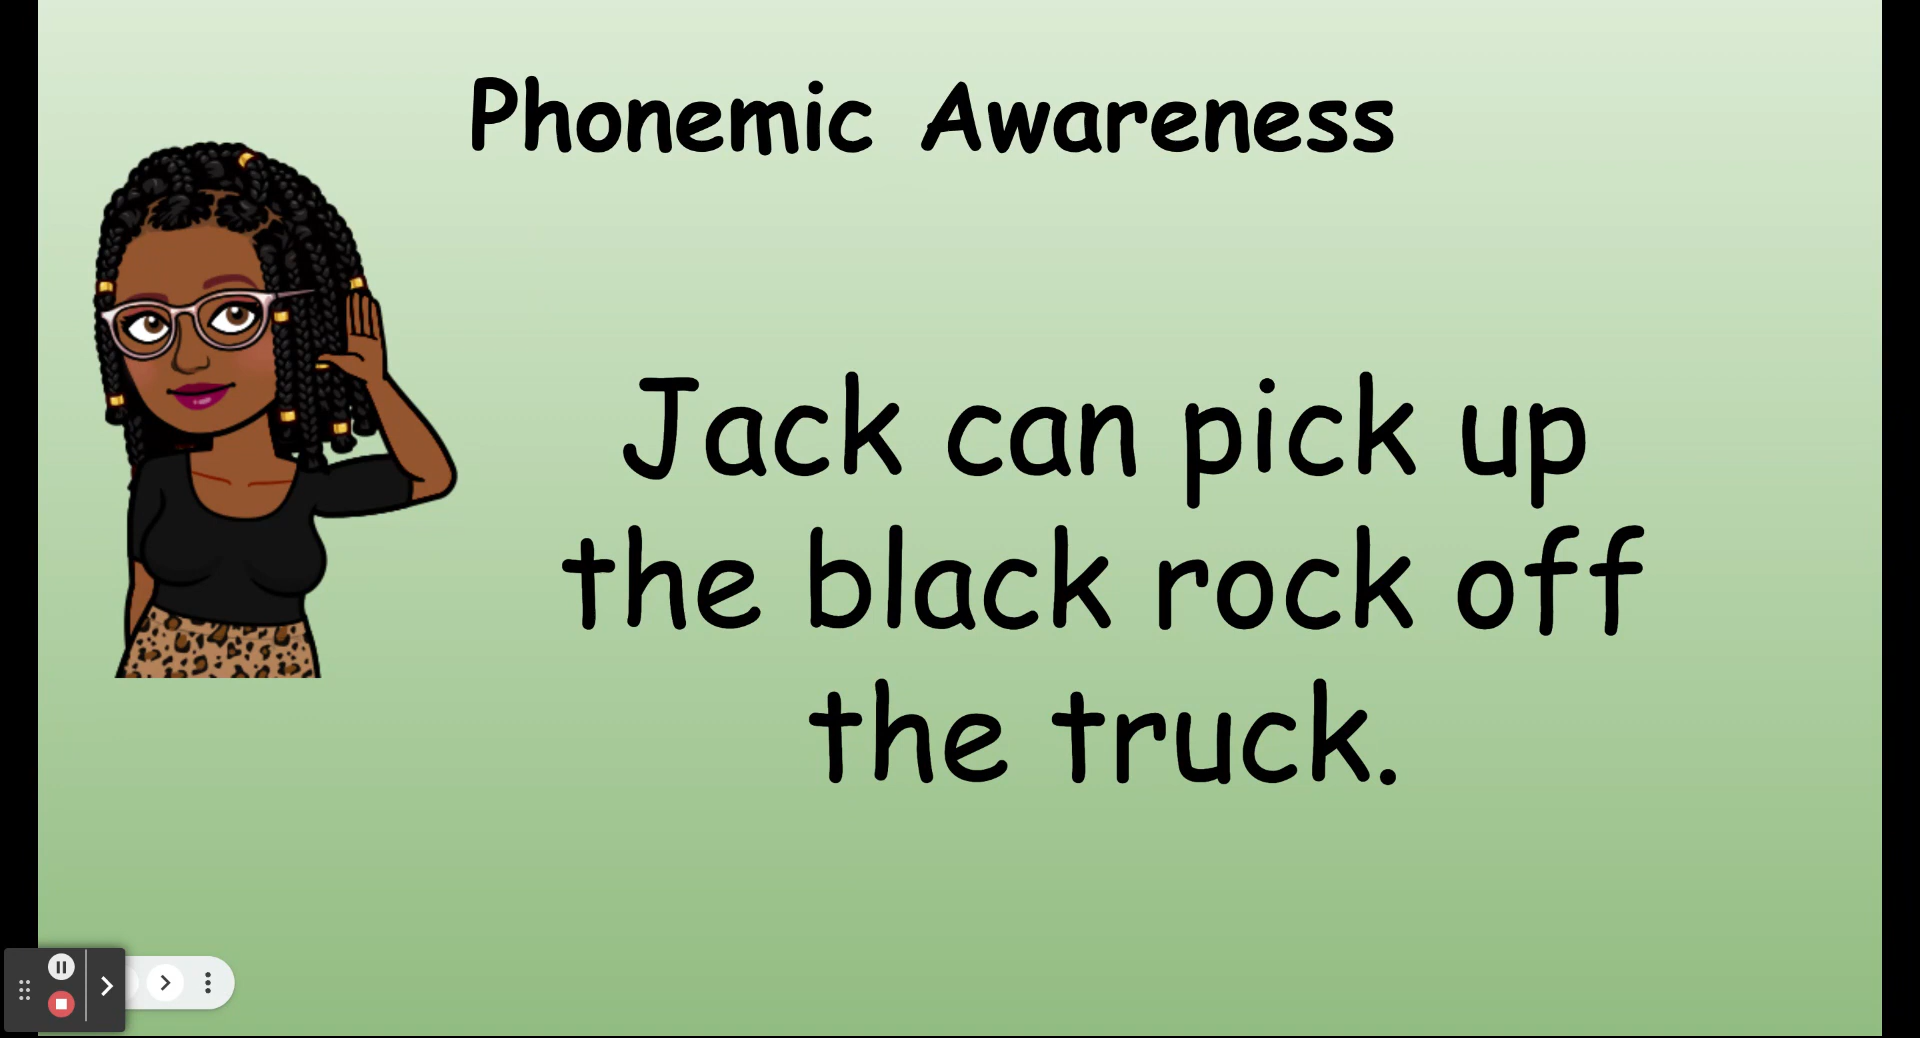 Phonemic Awareness
Jack can pick up
the black rock off
the truck.